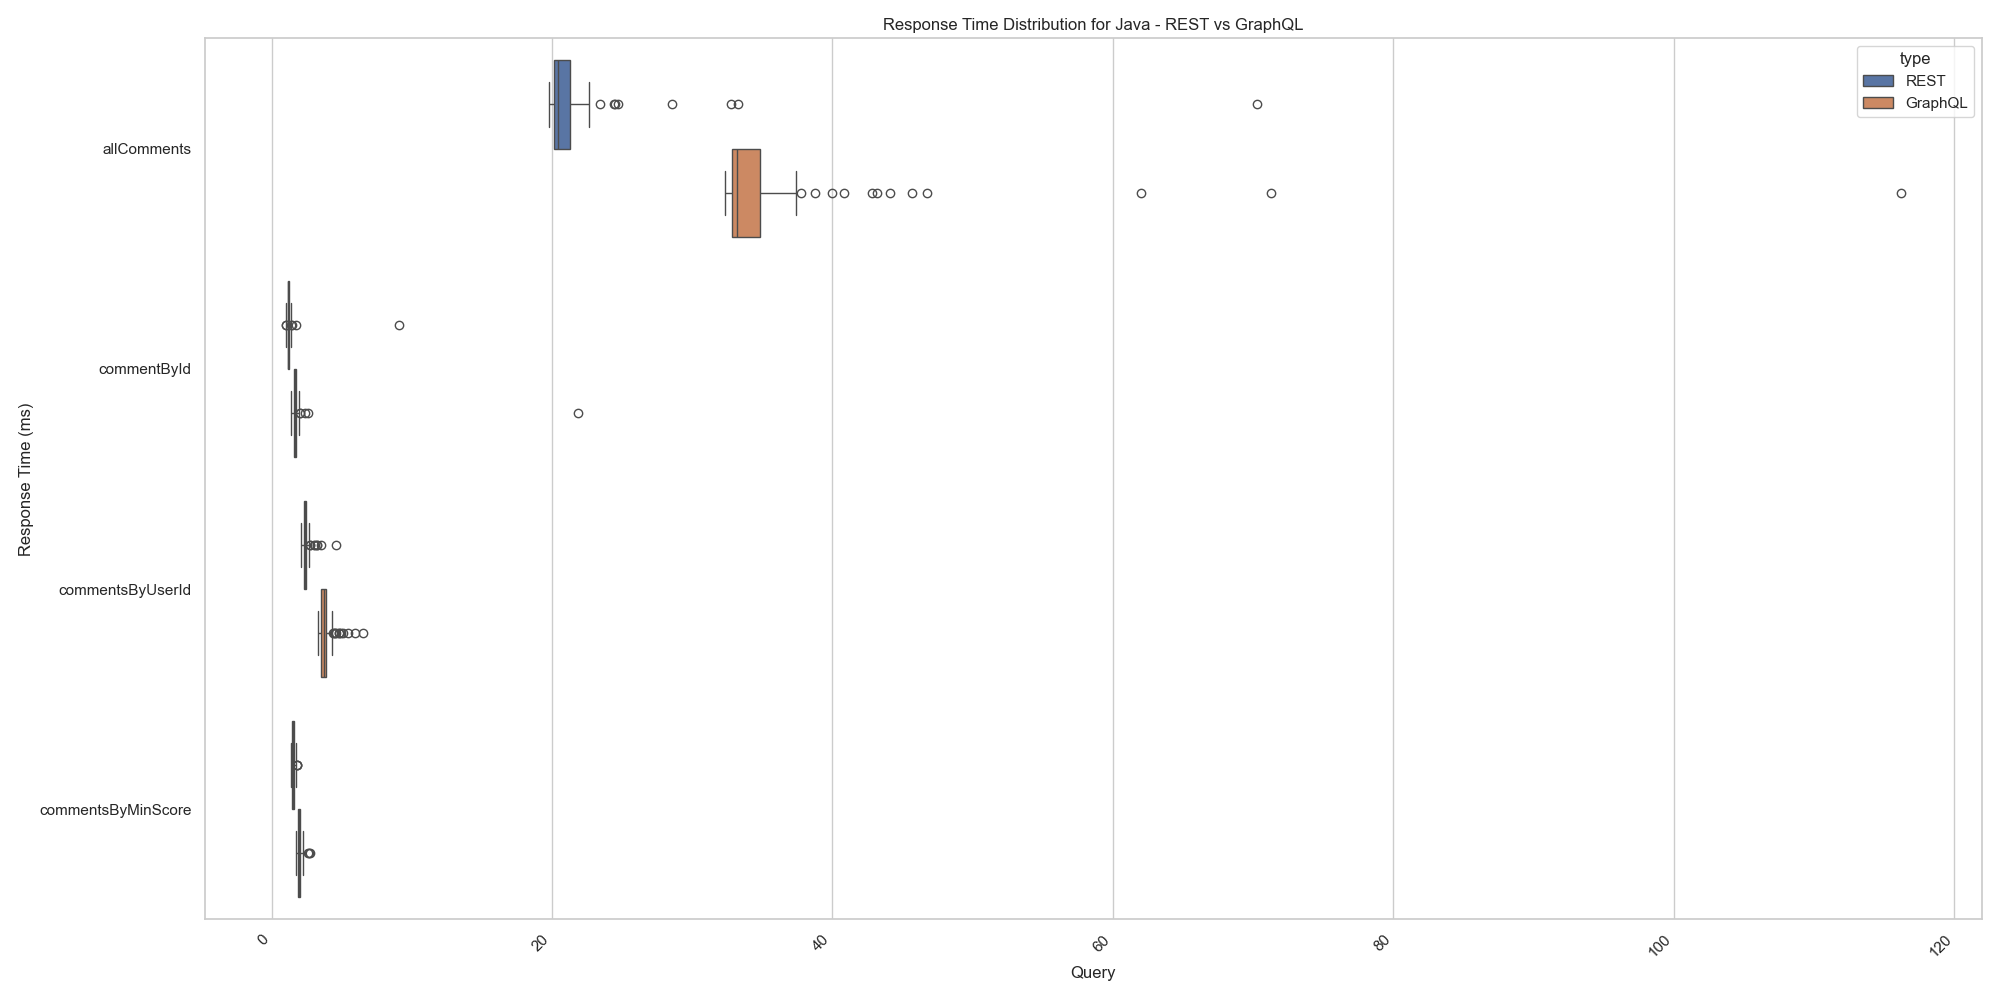 Response Time Distribution for Java - REST vs GraphQL
type
REST
GraphQL
allComments
commentById
commentsByUserId
commentsByMinScore
Response Time (ms)
0
20
40
60
80
100
120
Query